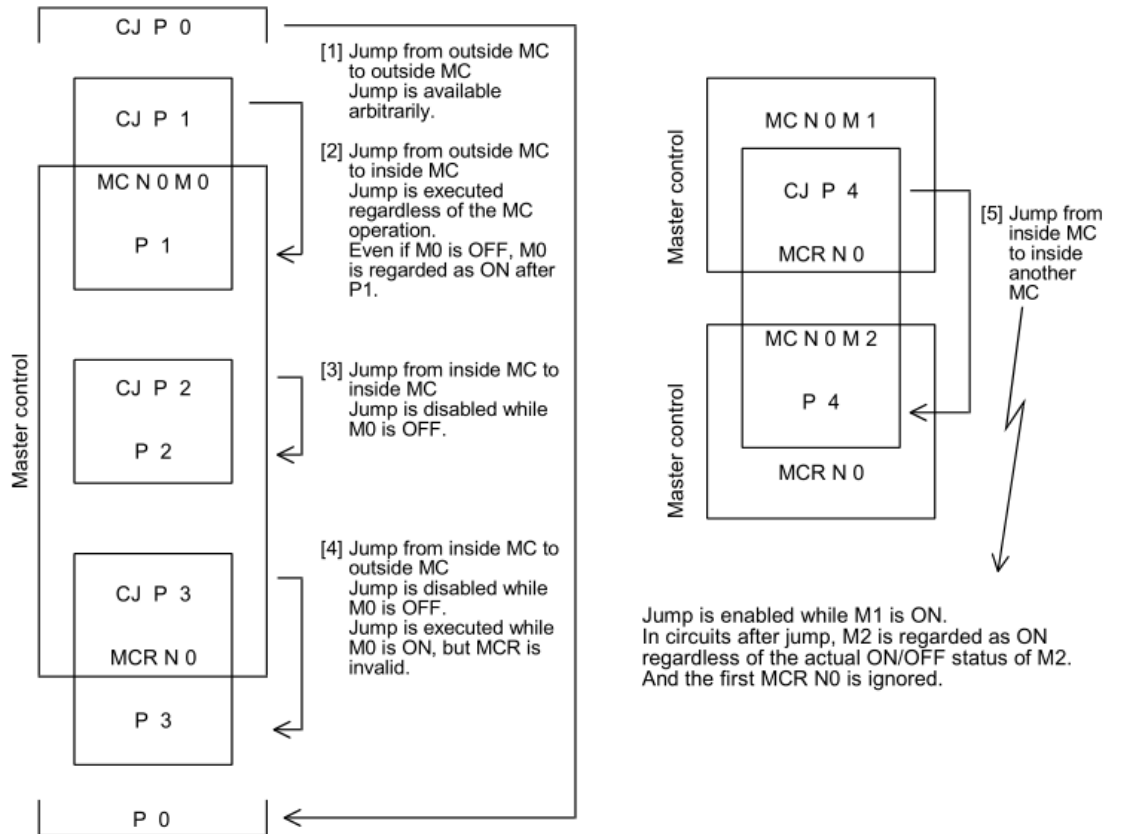 CJ P 0
[1] Jump from outside MC
to outside MC
Jump is available
arbitrarily.
CJ P 1
[2] Jump from outside MC
to inside MC
Jump is executed
regardless of the MC
operation.
Even if M0 is OFF, M0
is regarded as ON after
P1.
MC N 0 M 0
P 1
Master control
CJ P 2
P 2
[3] Jump from inside MC to
inside MC
Jump is disabled while
M0 is OFF.
CJ P 3
MCR N 0
P 3
[4] Jump from inside MC to
outside MC
Jump is disabled while
M0 is OFF.
Jump is executed while
M0 is ON, but MCR is
invalid.
P 0
Master control
MC N 0 M 1
CJ P 4
MCR N 0
[5] Jump from
inside MC
to inside
another
MC
Master control
MC N 0 M 2
P 4
MCR N 0
Jump is enabled while M1 is ON.
In circuits after jump, M2 is regarded as ON
regardless of the actual ON/OFF status of M2.
And the first MCR N0 is ignored.